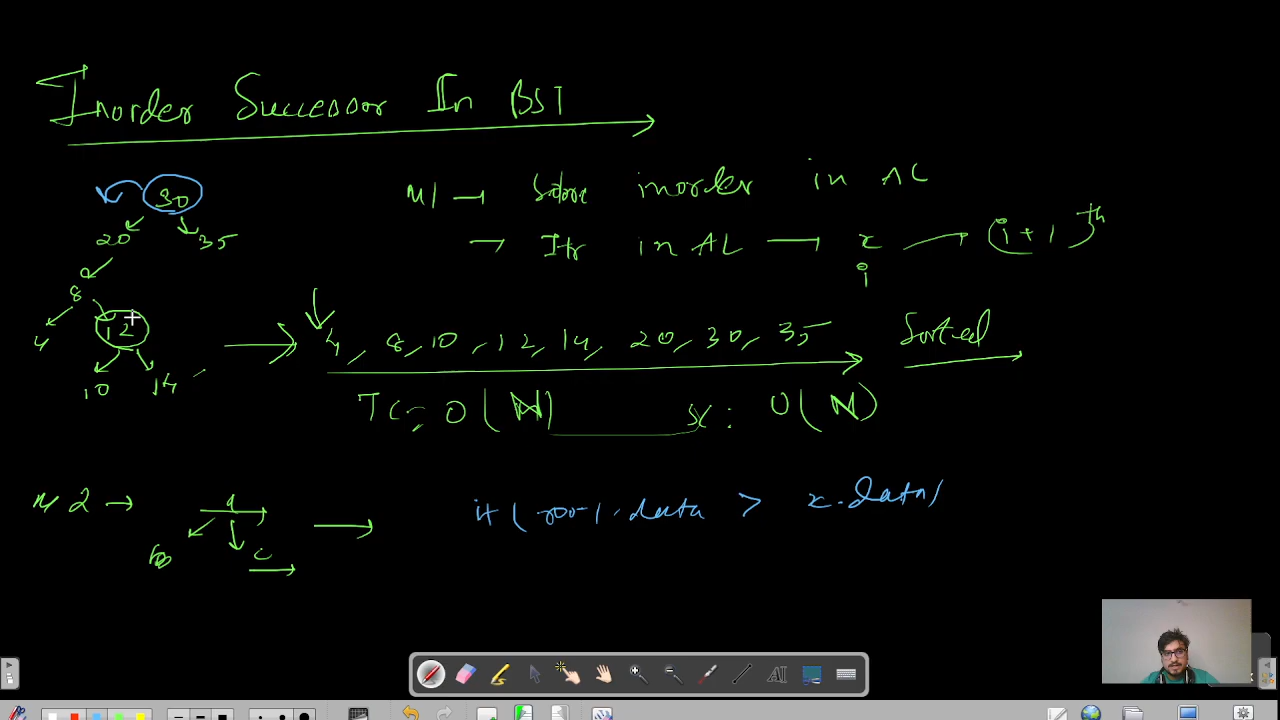 Inorder Successor In BST
30
20 35
8
4 12
10 14
M1 → Store inorder in AL
→ Itr in AL → x → (i+1)th
i
→ 4, 8, 10, 12, 14, 20, 30, 35 Sorted
TC: O(N) SC: O(N)
M2 →
a
b c
if (root.data > x.data)